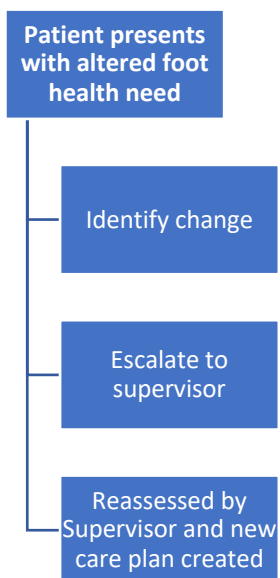 Patient presents
with altered foot
health need
Identify change
Escalate to
supervisor
Reassessed by
Supervisor and new
care plan created